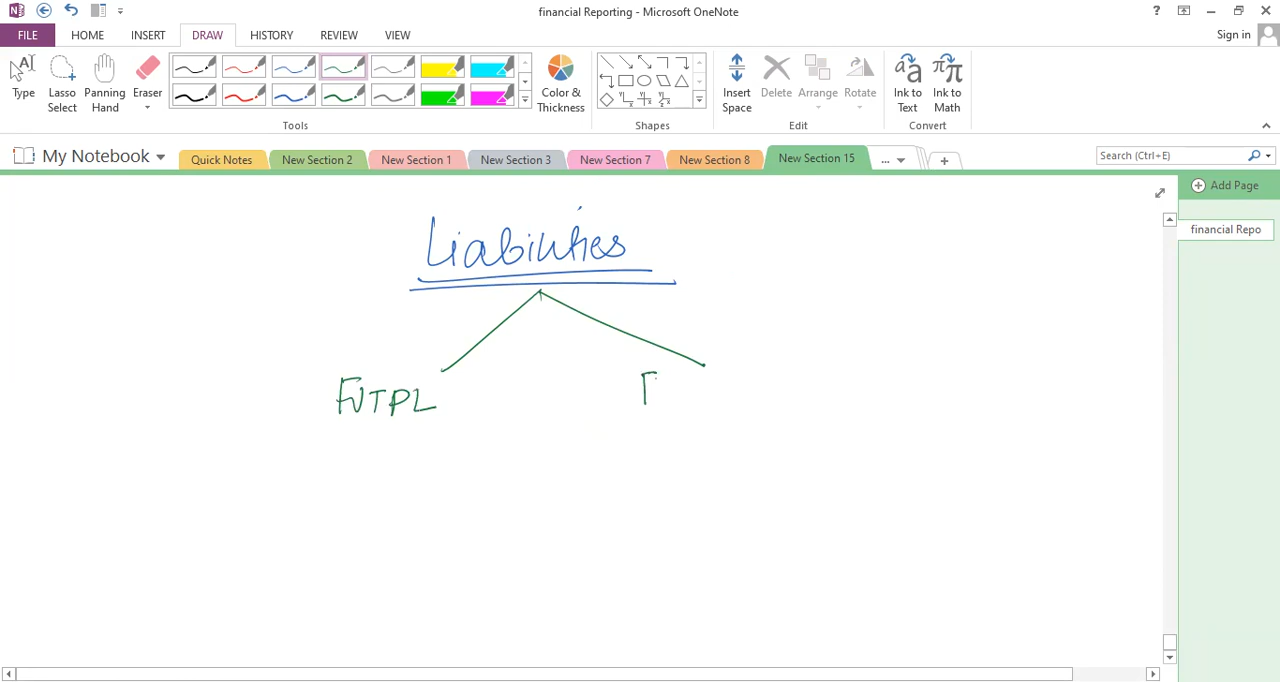 financial Reporting - Microsoft OneNote
?
FILE HOME INSERT DRAW HISTORY REVIEW VIEW
Sign in
Type
Lasso Select
Panning Hand
Eraser
Color & Thickness
Insert Space
Delete
Arrange
Rotate
Ink to Text
Ink to Math
Tools
Shapes
Edit
Convert
My Notebook
Quick Notes
New Section 2
New Section 1
New Section 3
New Section 7
New Section 8
New Section 15
...
Search (Ctrl+E)
Add Page
financial Repo
Liabilities
FVTPL